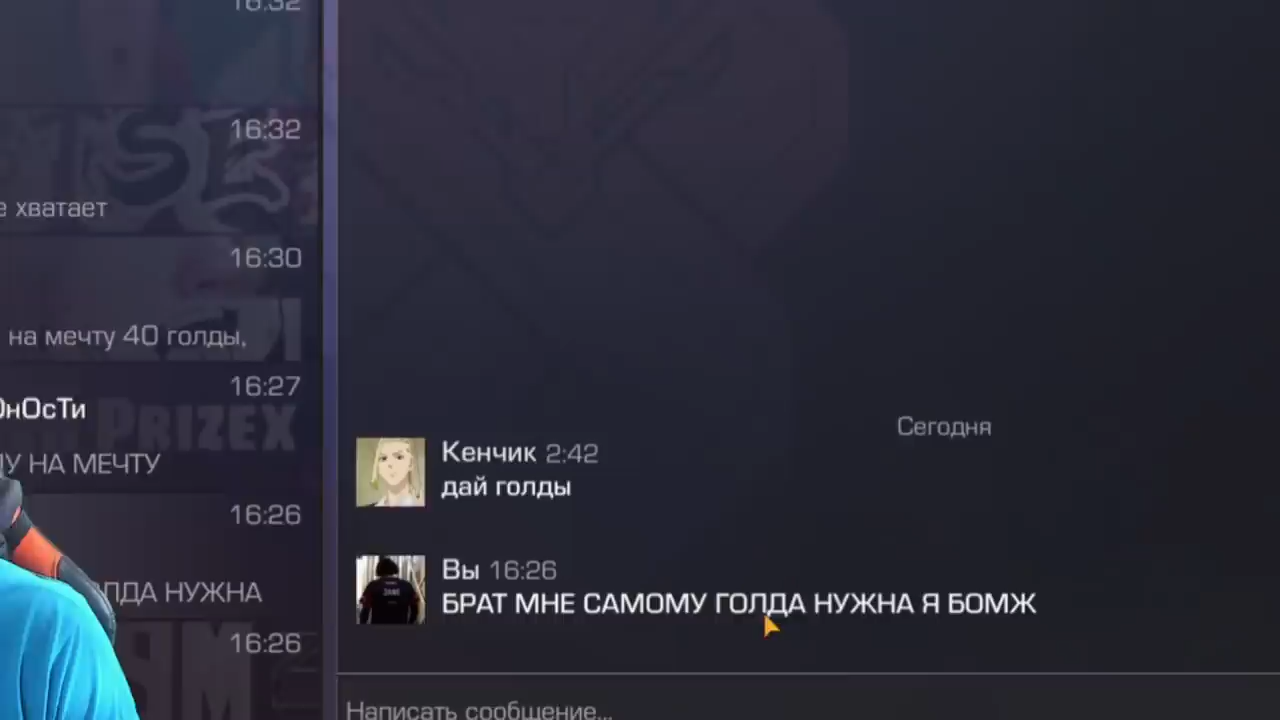 16:32
16:32
е хватает
16:30
на мечту 40 голды,
16:27
ОнОсТи
PRIZEX
НА МЕЧТУ
16:26
ЛДА НУЖНА
16:26
Сегодня
Кенчик 2:42
дай голды
Вы 16:26
БРАТ МНЕ САМОМУ ГОЛДА НУЖНА Я БОМЖ
Написать сообщение...